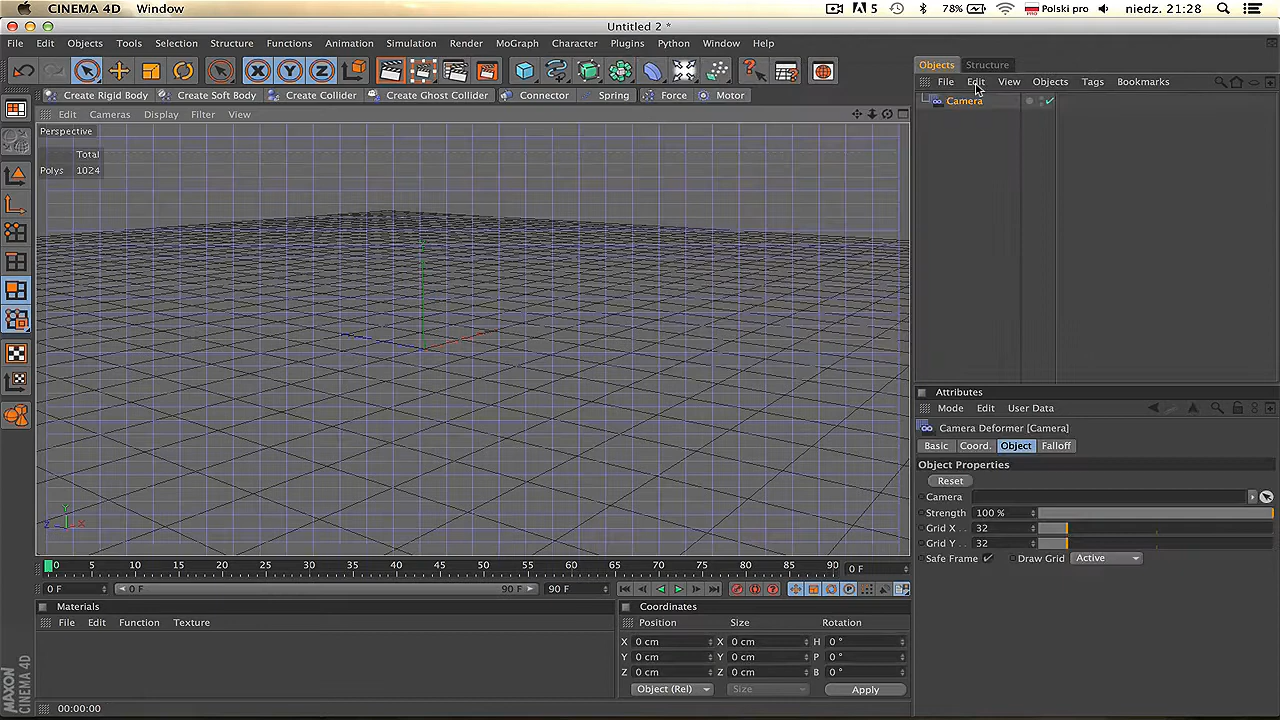 CINEMA 4D Window 5 78% Polski pro niedz. 21:28
Untitled 2 *
File Edit Objects Tools Selection Structure Functions Animation Simulation Render MoGraph Character Plugins Python Window Help
Objects Structure
File Edit View Objects Tags Bookmarks
Create Rigid Body Create Soft Body Create Collider Create Ghost Collider Connector Spring Force Motor
Camera
Edit Cameras Display Filter View
Perspective
Total
Polys 1024
Attributes
Mode Edit User Data
Camera Deformer [Camera]
Basic Coord. Object Falloff
Object Properties
Reset
Camera
Strength 100 %
Grid X . . 32
Grid Y . . 32
Safe Frame Draw Grid Active
Y
Z X
0 5 10 15 20 25 30 35 40 45 50 55 60 65 70 75 80 85 90 0 F
0 F 0 F 90 F 90 F
Materials
File Edit Function Texture
Coordinates
Position Size Rotation
X 0 cm X 0 cm H 0 °
Y 0 cm Y 0 cm P 0 °
Z 0 cm Z 0 cm B 0 °
Object (Rel) Size Apply
MAXON CINEMA 4D
00:00:00